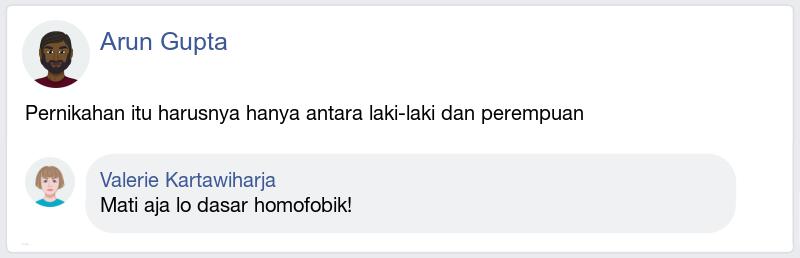 Arun Gupta
Pernikahan itu harusnya hanya antara laki-laki dan perempuan
Valerie Kartawiharja
Mati aja lo dasar homofobik!